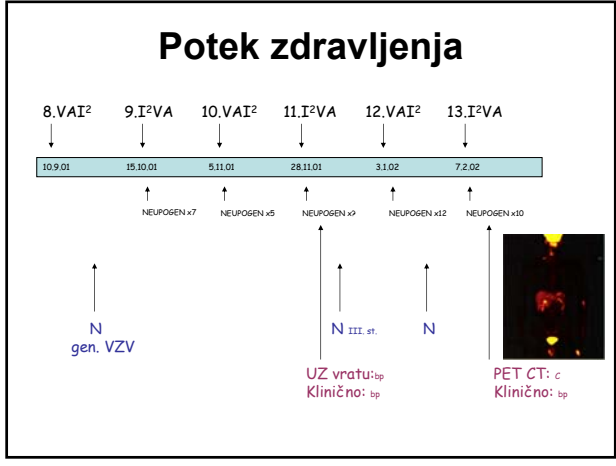 Potek zdravljenja
8.VAI² 9.I²VA 10.VAI² 11.I²VA 12.VAI² 13.I²VA
10.9.01 15.10.01 5.11.01 28.11.01 3.1.02 7.2.02
NEUPOGEN x7 NEUPOGEN x5 NEUPOGEN NEUPOGEN x12 NEUPOGEN x10
N N III. st. N
gen. VZV
UZ vratu:bp PET CT: C
Klinično: bp Klinično: bp